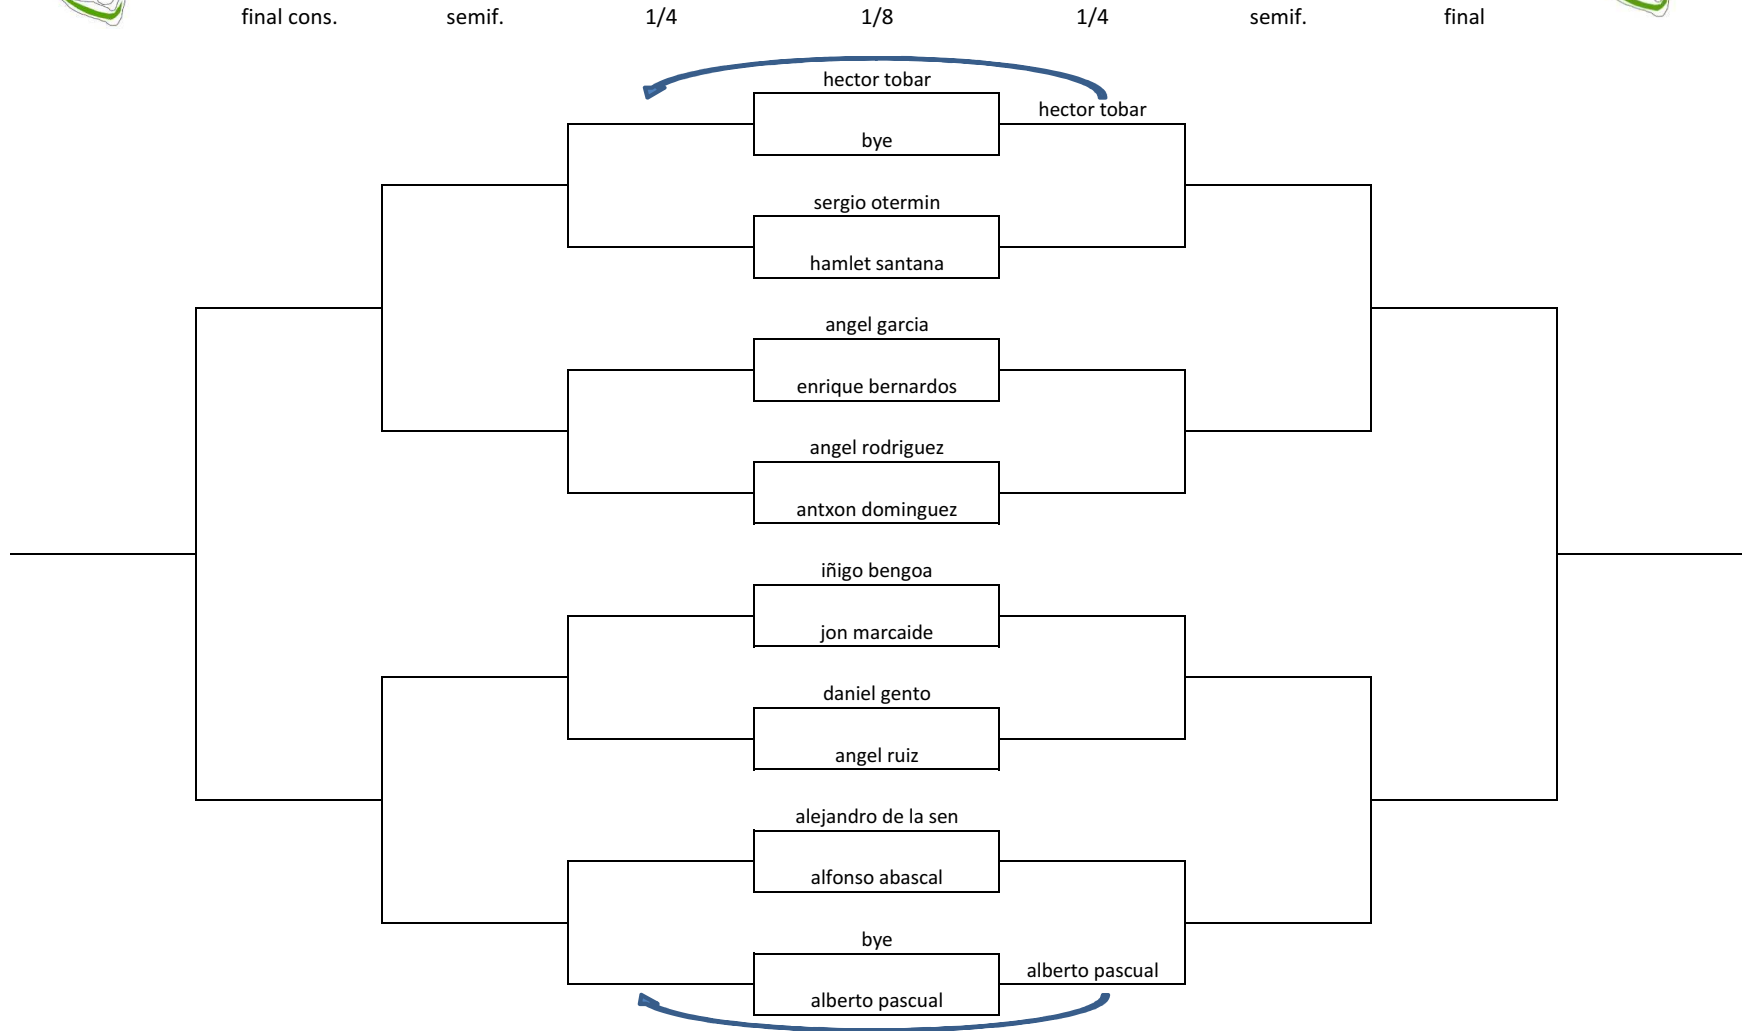 final cons. semif. 1/4 1/8 1/4 semif. final
hector tobar
hector tobar
bye
sergio otermin
hamlet santana
angel garcia
enrique bernardos
angel rodriguez
antxon dominguez
iñigo bengoa
jon marcaide
daniel gento
angel ruiz
alejandro de la sen
alfonso abascal
bye
alberto pascual
alberto pascual